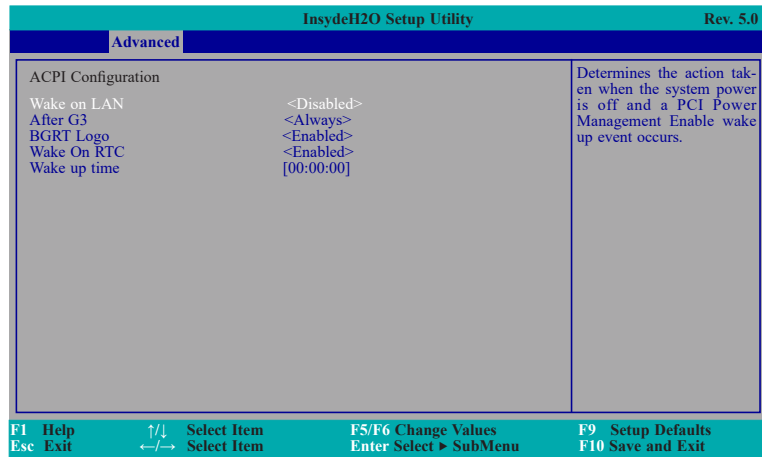 InsydeH2O Setup Utility Rev. 5.0
Advanced
ACPI Configuration
Wake on LAN <Disabled>
After G3 <Always>
BGRT Logo <Enabled>
Wake On RTC <Enabled>
Wake up time [00:00:00]
Determines the action tak-
en when the system power
is off and a PCI Power
Management Enable wake
up event occurs.
F1 Help ↑/↓ Select Item F5/F6 Change Values F9 Setup Defaults
Esc Exit ←/→ Select Item Enter Select ► SubMenu F10 Save and Exit